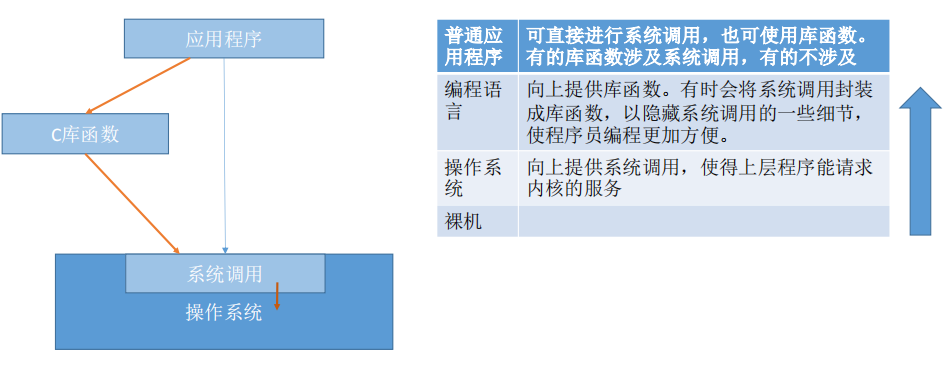 应用程序
C库函数
系统调用
操作系统
普通应
用程序
可直接进行系统调用，也可使用库函数。
有的库函数涉及系统调用，有的不涉及
编程语
言
向上提供库函数。有时会将系统调用封装
成库函数，以隐藏系统调用的一些细节，
使程序员编程更加方便。
操作系
统
向上提供系统调用，使得上层程序能请求
内核的服务
裸机